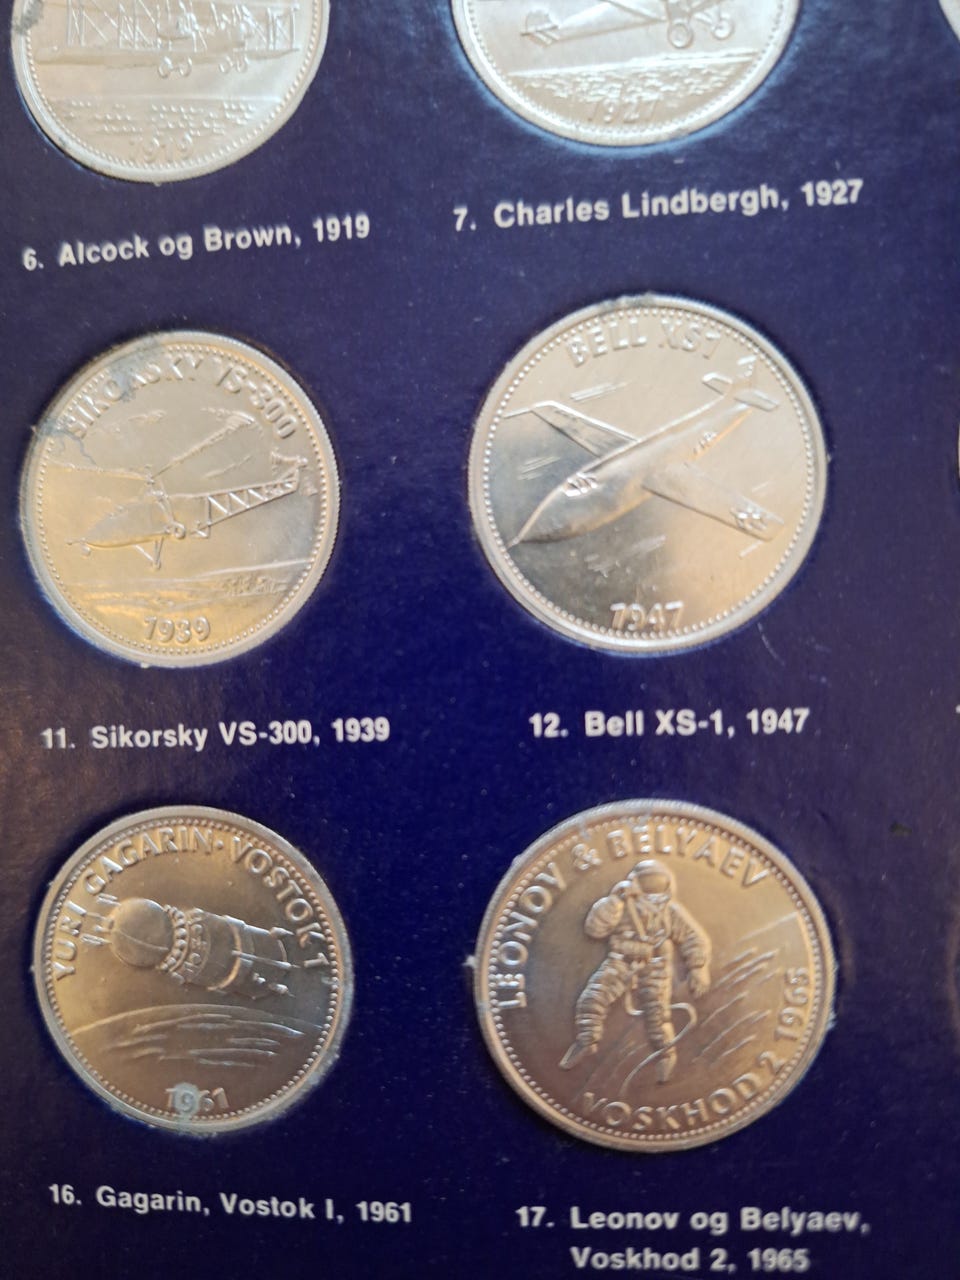 1919
1927
6. Alcock og Brown, 1919
7. Charles Lindbergh, 1927
SIKORSKY VS-300
1939
BELL XS1
1947
11. Sikorsky VS-300, 1939
12. Bell XS-1, 1947
YURI GAGARIN·VOSTOK 1
CCCP
1961
LEONOV & BELYAEV
VOSKHOD 2 1965
16. Gagarin, Vostok I, 1961
17. Leonov og Belyaev,
Voskhod 2, 1965